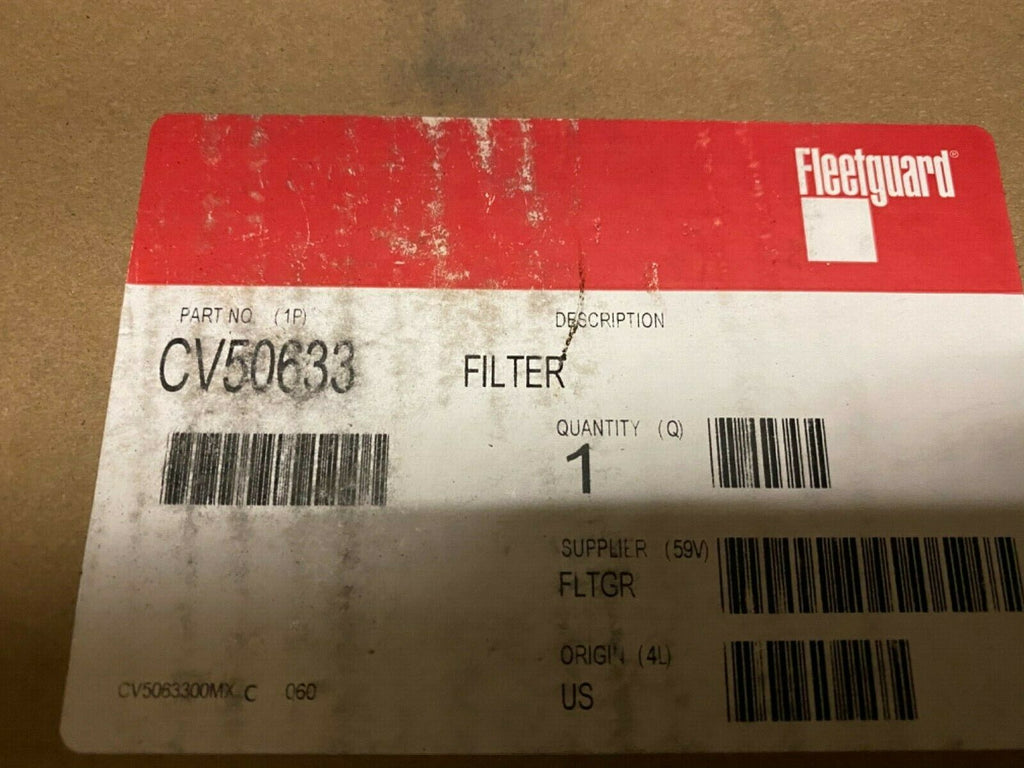 Fleetguard®
PART NO. (1P)
DESCRIPTION
CV50633
FILTER
QUANTITY (Q)
1
SUPPLIER (59V)
FLTGR
ORIGIN (4L)
US
CV5063300MX C 060